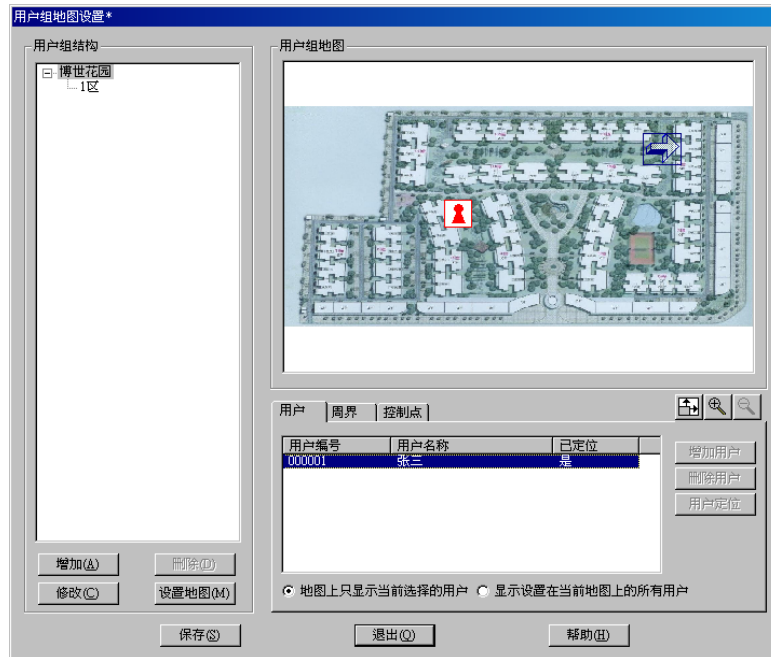 用户组地图设置*
用户组结构
博世花园
1区
用户组地图
用户 周界 控制点
用户编号 用户名称 已定位
000001 张三 是
增加用户
删除用户
用户定位
地图上只显示当前选择的用户 显示设置在当前地图上的所有用户
增加(A) 删除(D)
修改(C) 设置地图(M)
保存(S) 退出(Q) 帮助(H)